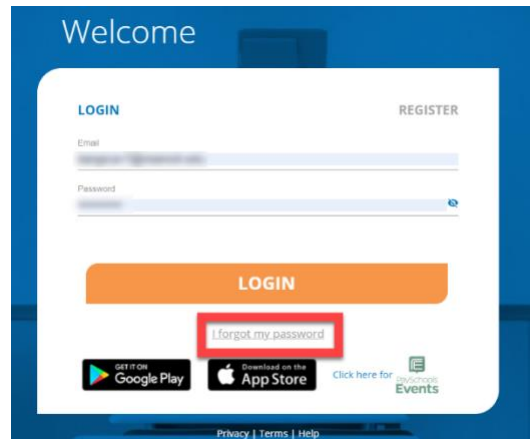 Welcome
LOGIN REGISTER
Email
Password
LOGIN
I forgot my password
GET IT ON
Google Play
Download on the
App Store
Click here for
PaySchools
Events
Privacy | Terms | Help